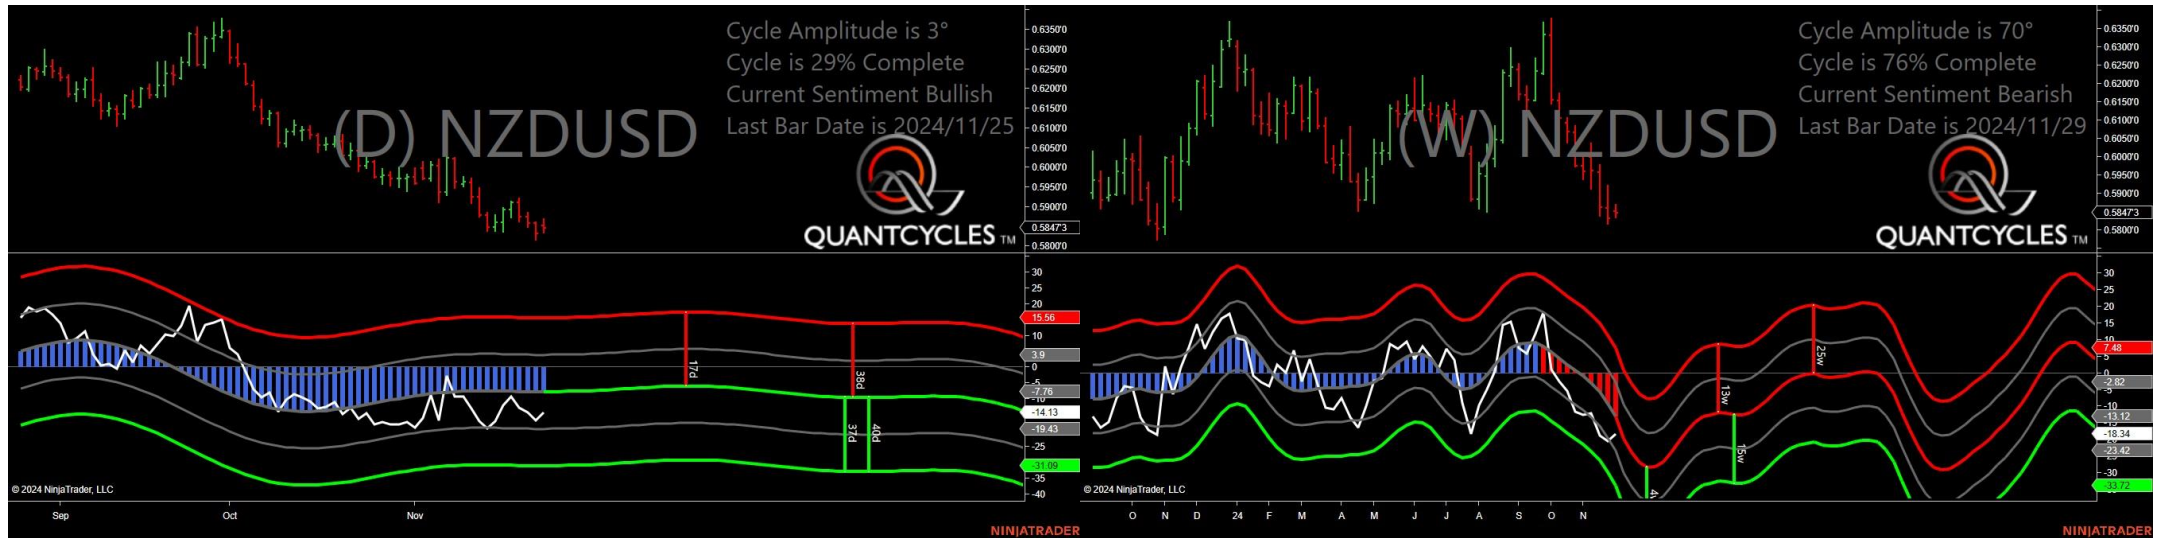 Cycle Amplitude is 3°
Cycle is 29% Complete
Current Sentiment Bullish
Last Bar Date is 2024/11/25
(D) NZDUSD
QUANTCYCLES TM
0.6350'0
0.6300'0
0.6250'0
0.6200'0
0.6150'0
0.6100'0
0.6050'0
0.6000'0
0.5950'0
0.5900'0
0.5847'3
0.5800'0
30
25
20
15.56
10
3.9
0
-5
-7.76
-10
-14.13
-19.43
-25
-31.09
-35
-40
17d
38d
37d
40d
© 2024 NinjaTrader, LLC
Sep
Oct
Nov
NINJATRADER
Cycle Amplitude is 70°
Cycle is 76% Complete
Current Sentiment Bearish
Last Bar Date is 2024/11/29
(W) NZDUSD
QUANTCYCLES TM
0.6350'0
0.6300'0
0.6250'0
0.6200'0
0.6150'0
0.6100'0
0.6050'0
0.6000'0
0.5950'0
0.5900'0
0.5847'3
0.5800'0
30
25
20
15
10
7.48
5
0
-2.82
-5
-10
-13.12
-18.34
-23.42
-30
-33.72
13w
25w
15w
© 2024 NinjaTrader, LLC
O
N
D
24
F
M
A
M
J
J
A
S
O
N
NINJATRADER